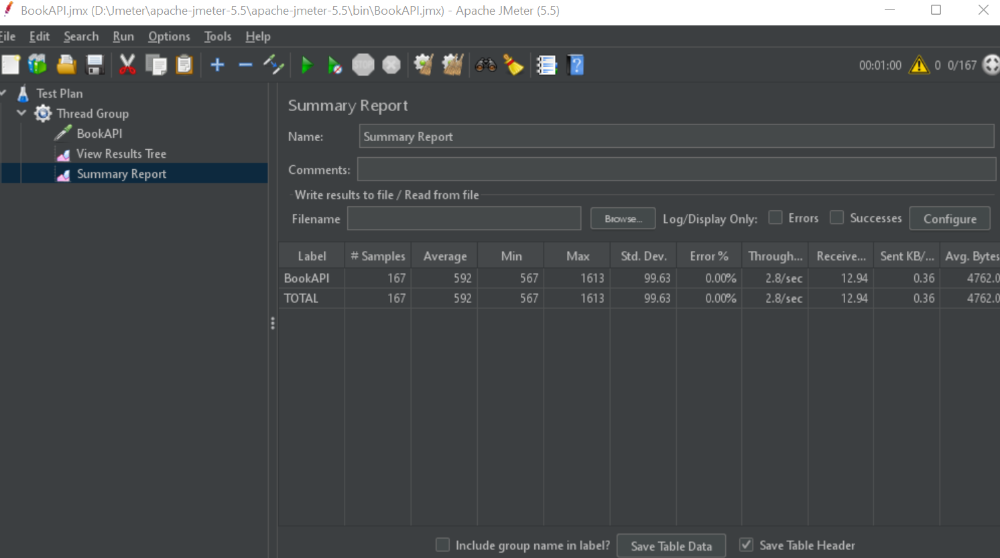 BookAPI.jmx (D:\Jmeter\apache-jmeter-5.5\apache-jmeter-5.5\bin\BookAPI.jmx) - Apache JMeter (5.5)
File Edit Search Run Options Tools Help
STOP 00:01:00 0 0/167
Test Plan
Thread Group
BookAPI
View Results Tree
Summary Report
Summary Report
Name: Summary Report
Comments:
Write results to file / Read from file
Filename Browse... Log/Display Only: Errors Successes Configure
Label # Samples Average Min Max Std. Dev. Error % Through... Receive... Sent KB/... Avg. Bytes
BookAPI 167 592 567 1613 99.63 0.00% 2.8/sec 12.94 0.36 4762.0
TOTAL 167 592 567 1613 99.63 0.00% 2.8/sec 12.94 0.36 4762.0
Include group name in label? Save Table Data Save Table Header